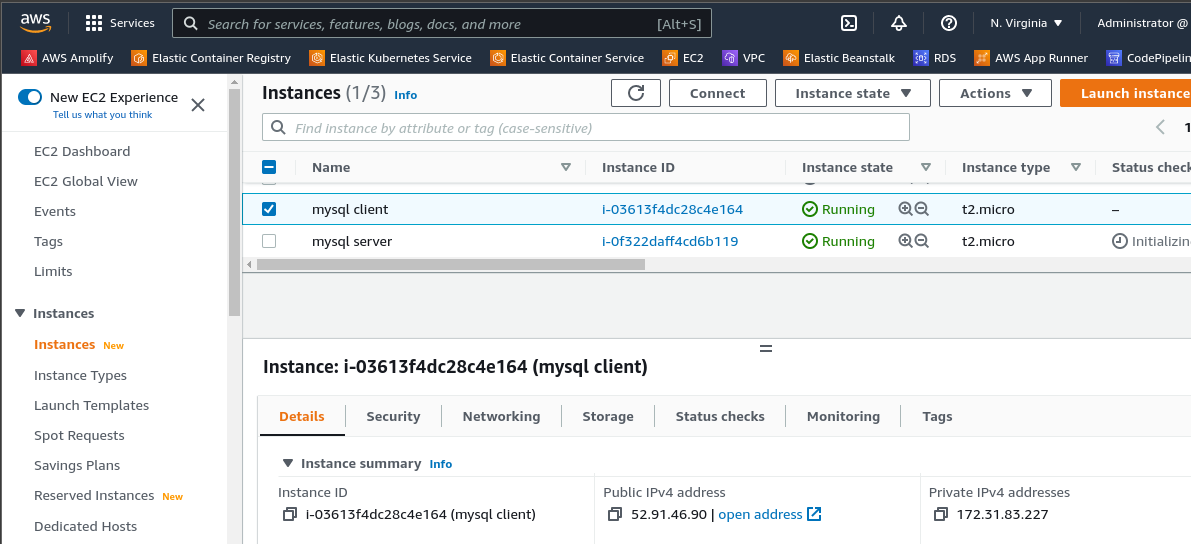 aws Services Search for services, features, blogs, docs, and more [Alt+S] N. Virginia Administrator @
AWS Amplify Elastic Container Registry Elastic Kubernetes Service Elastic Container Service EC2 VPC Elastic Beanstalk RDS AWS App Runner CodePipelin
New EC2 Experience
Tell us what you think
EC2 Dashboard
EC2 Global View
Events
Tags
Limits
Instances
Instances New
Instance Types
Launch Templates
Spot Requests
Savings Plans
Reserved Instances New
Dedicated Hosts
Instances (1/3) Info Connect Instance state Actions Launch instance
Find instance by attribute or tag (case-sensitive) 1
Name Instance ID Instance state Instance type Status check
mysql client i-03613f4dc28c4e164 Running t2.micro –
mysql server i-0f322daff4cd6b119 Running t2.micro Initializin
Instance: i-03613f4dc28c4e164 (mysql client)
Details Security Networking Storage Status checks Monitoring Tags
Instance summary Info
Instance ID Public IPv4 address Private IPv4 addresses
i-03613f4dc28c4e164 (mysql client) 52.91.46.90 | open address 172.31.83.227